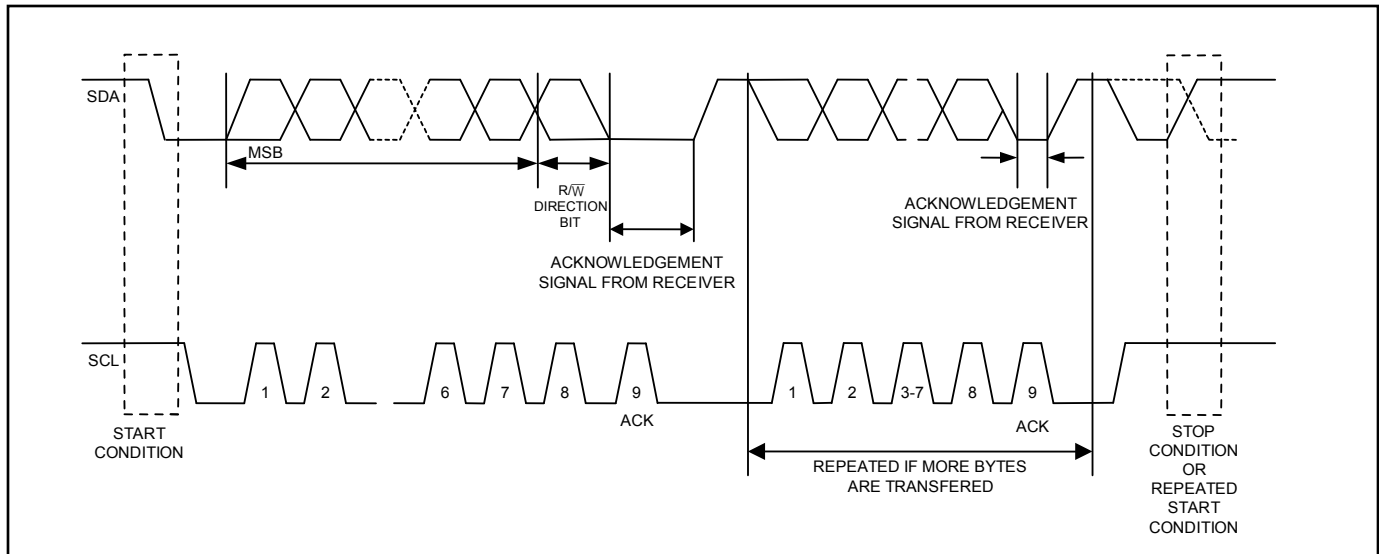 SDA
MSB
R/W̅
DIRECTION
BIT
ACKNOWLEDGEMENT
SIGNAL FROM RECEIVER
ACKNOWLEDGEMENT
SIGNAL FROM RECEIVER
SCL
1
2
6
7
8
9
ACK
1
2
3-7
8
9
ACK
START
CONDITION
REPEATED IF MORE BYTES
ARE TRANSFERED
STOP
CONDITION
OR
REPEATED
START
CONDITION